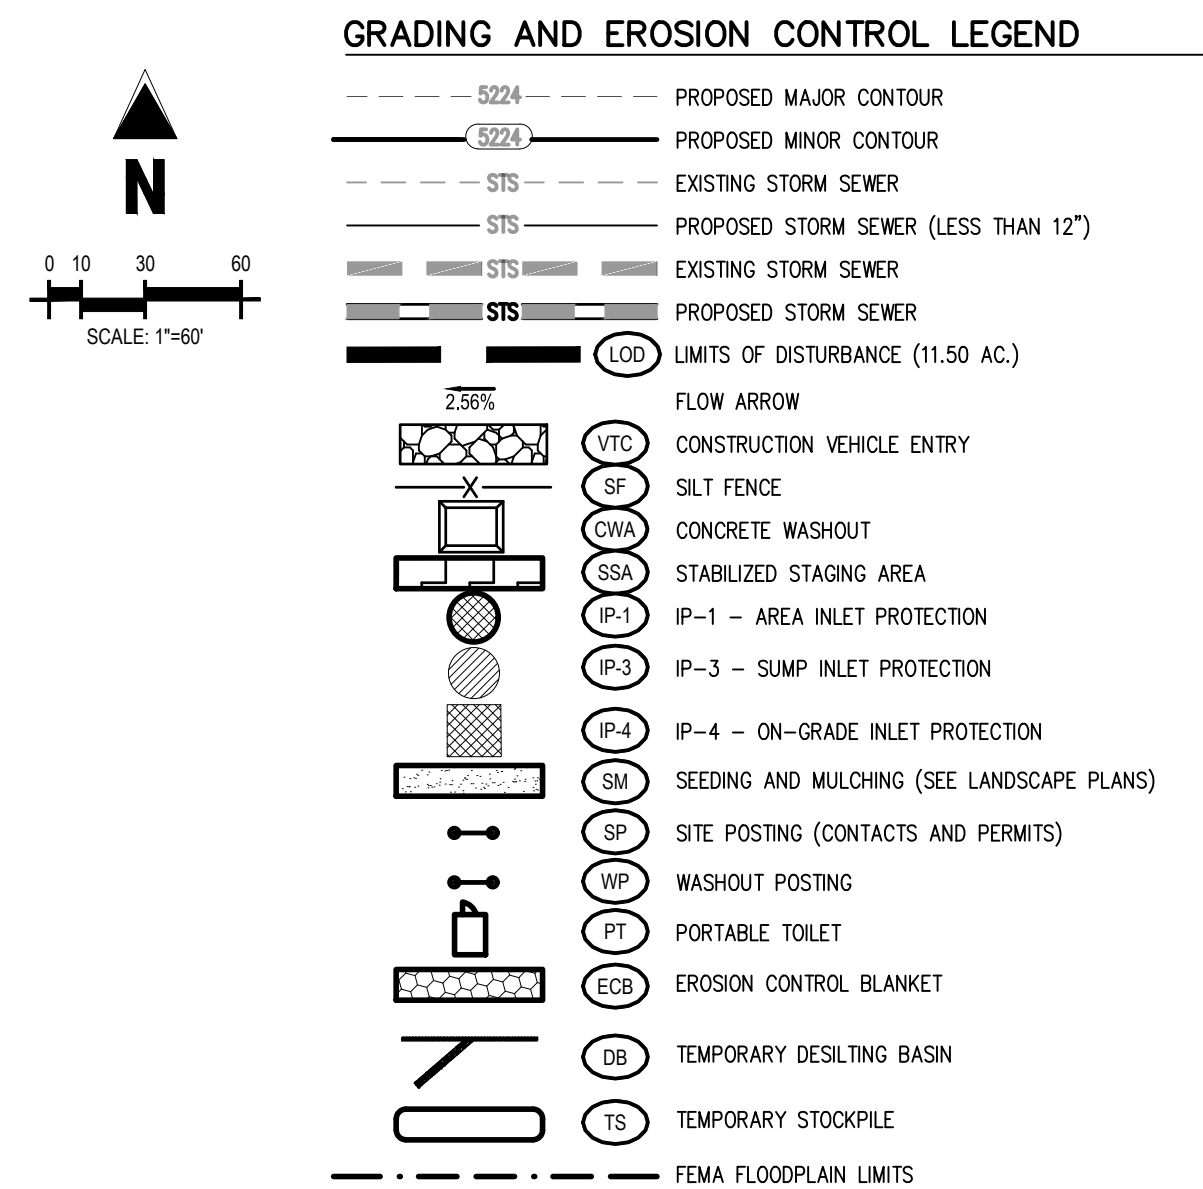 GRADING AND EROSION CONTROL LEGEND
N
0 10 30 60
SCALE: 1"=60'
5224 PROPOSED MAJOR CONTOUR
5224 PROPOSED MINOR CONTOUR
STS EXISTING STORM SEWER
STS PROPOSED STORM SEWER (LESS THAN 12")
STS EXISTING STORM SEWER
STS PROPOSED STORM SEWER
LOD LIMITS OF DISTURBANCE (11.50 AC.)
2.56% FLOW ARROW
VTC CONSTRUCTION VEHICLE ENTRY
X SF SILT FENCE
CWA CONCRETE WASHOUT
SSA STABILIZED STAGING AREA
IP-1 IP-1 - AREA INLET PROTECTION
IP-3 IP-3 - SUMP INLET PROTECTION
IP-4 IP-4 - ON-GRADE INLET PROTECTION
SM SEEDING AND MULCHING (SEE LANDSCAPE PLANS)
SP SITE POSTING (CONTACTS AND PERMITS)
WP WASHOUT POSTING
PT PORTABLE TOILET
ECB EROSION CONTROL BLANKET
DB TEMPORARY DESILTING BASIN
TS TEMPORARY STOCKPILE
FEMA FLOODPLAIN LIMITS